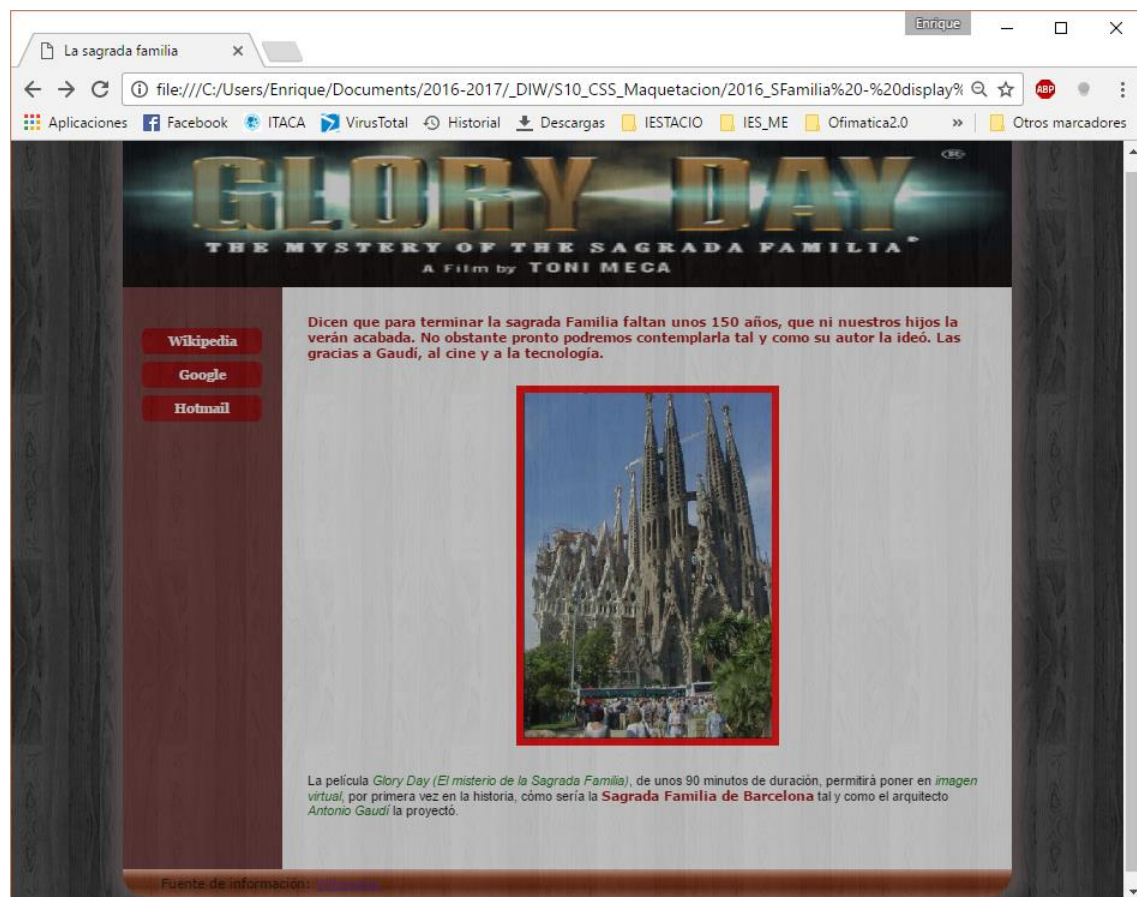 Enrique
La sagrada familia
file:///C:/Users/Enrique/Documents/2016-2017/_DIW/S10_CSS_Maquetacion/2016_SFamilia%20-%20display%
ABP
Aplicaciones Facebook ITACA VirusTotal Historial Descargas IESTACIO IES_ME Ofimatica2.0 » Otros marcadores
GLORY DAY
THE MYSTERY OF THE SAGRADA FAMILIA
A Film by TONI MECA
Wikipedia
Google
Hotmail
Dicen que para terminar la sagrada Familia faltan unos 150 años, que ni nuestros hijos la
verán acabada. No obstante pronto podremos contemplarla tal y como su autor la ideó. Las
gracias a Gaudí, al cine y a la tecnología.
La película Glory Day (El misterio de la Sagrada Familia), de unos 90 minutos de duración, permitirá poner en imagen
virtual, por primera vez en la historia, cómo sería la Sagrada Familia de Barcelona tal y como el arquitecto
Antonio Gaudí la proyectó.
Fuente de información: